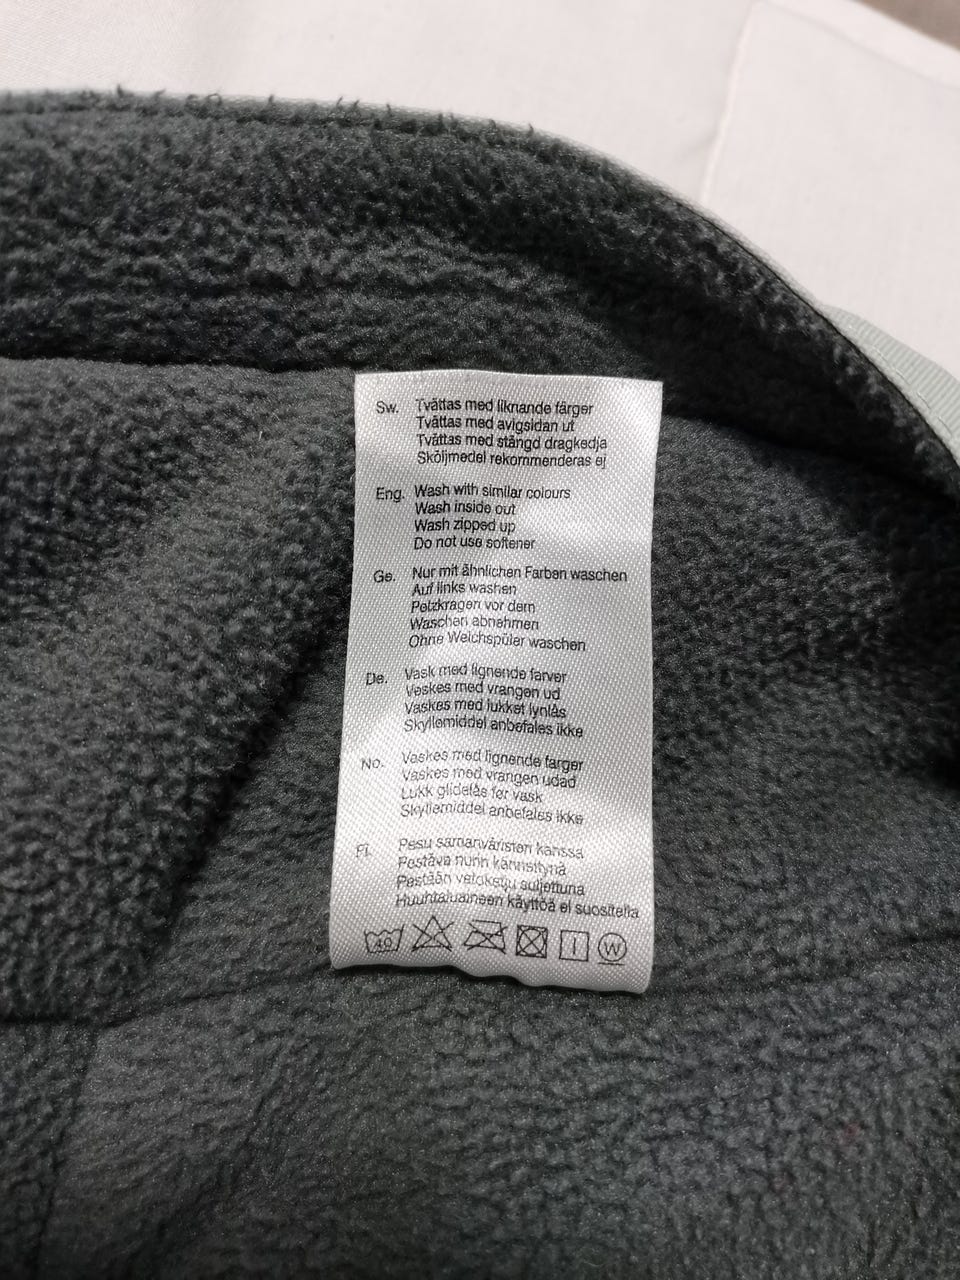 Sw. Tvättas med liknande färger
Tvättas med avigsidan ut
Tvättas med stängd dragkedja
Sköljmedel rekommenderas ej
Eng. Wash with similar colours
Wash inside out
Wash zipped up
Do not use softener
Ge. Nur mit ähnlichen Farben waschen
Auf links washen
Pelzkragen vor dem
Waschen abnehmen
Ohne Weichspüler waschen
De. Vask med lignende farver
Vaskes med vrangen ud
Vaskes med lukket lynlås
Skyllemiddel anbefales ikke
No. Vaskes med lignende farger
Vaskes med vrangen udad
Lukk glidelås før vask
Skyllemiddel anbefales ikke
Fi. Pesu samanväristen kanssa
Pestävä nurin kännettynä
Pestään vetoketju suljettuna
Huuhteluaineen käyttöä ei suositella
40 I W